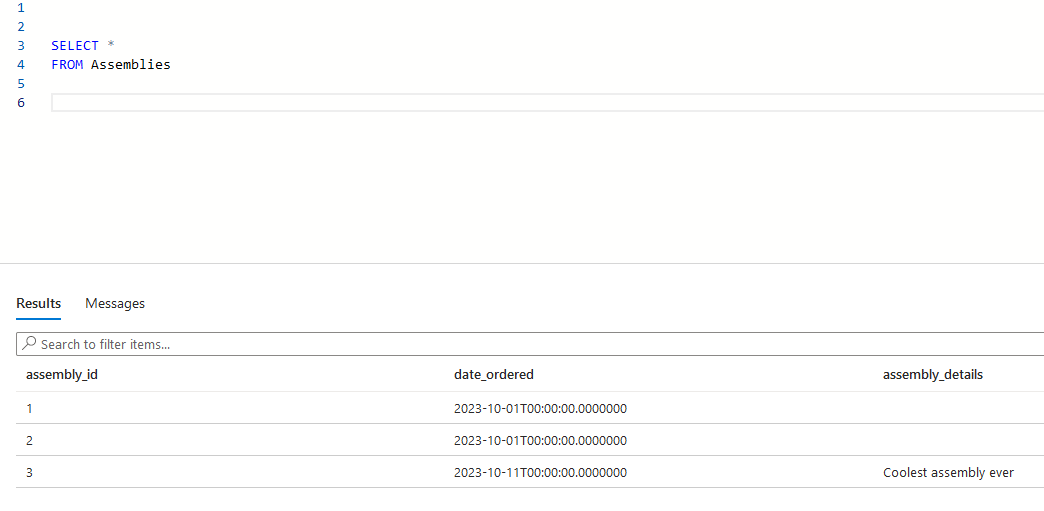 1
2
3 SELECT *
4 FROM Assemblies
5
6
Results Messages
Search to filter items...
assembly_id date_ordered assembly_details
1 2023-10-01T00:00:00.0000000
2 2023-10-01T00:00:00.0000000
3 2023-10-11T00:00:00.0000000 Coolest assembly ever